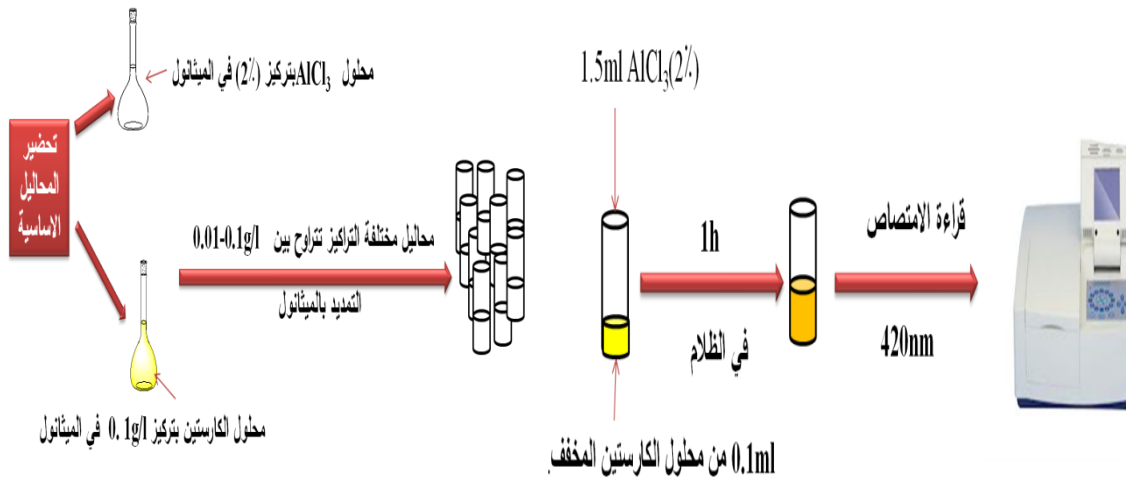 محلول AlCl3بتركيز (2٪) في الميثانول
تحضير
المحاليل
الاساسية
محلول الكارستين بتركيز 0.1g/l في الميثانول
محاليل مختلفة التراكيز تتراوح بين 0.01-0.1g/l
التمديد بالميثانول
1.5ml AlCl3(2٪)
0.1ml من محلول الكارستين المخفف.
1h
في الظلام
قراءة الامتصاص
420nm